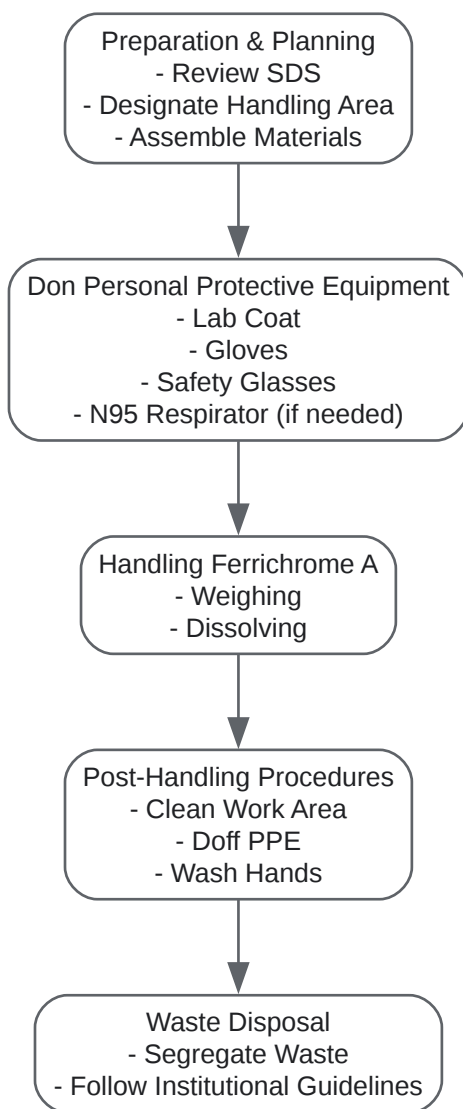 Preparation & Planning
- Review SDS
- Designate Handling Area
- Assemble Materials
Don Personal Protective Equipment
- Lab Coat
- Gloves
- Safety Glasses
- N95 Respirator (if needed)
Handling Ferrichrome A
- Weighing
- Dissolving
Post-Handling Procedures
- Clean Work Area
- Doff PPE
- Wash Hands
Waste Disposal
- Segregate Waste
- Follow Institutional Guidelines